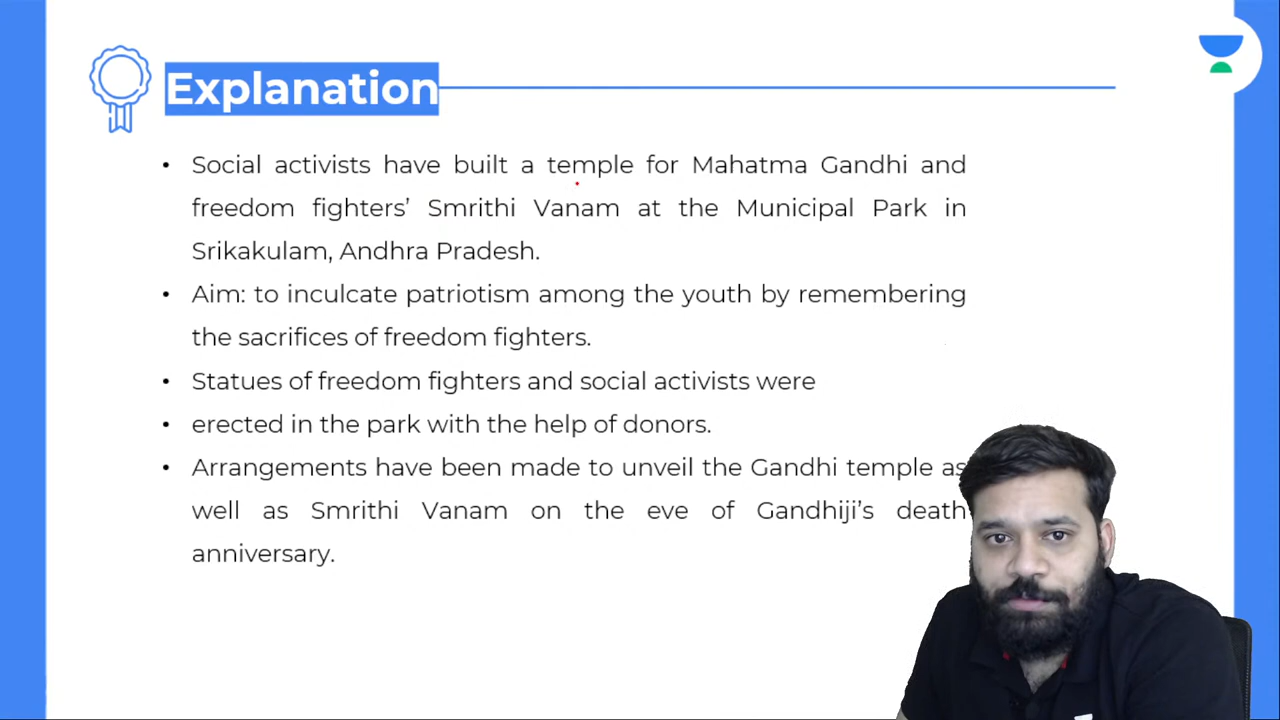 Explanation
• Social activists have built a temple for Mahatma Gandhi and
freedom fighters’ Smrithi Vanam at the Municipal Park in
Srikakulam, Andhra Pradesh.
• Aim: to inculcate patriotism among the youth by remembering
the sacrifices of freedom fighters.
• Statues of freedom fighters and social activists were
• erected in the park with the help of donors.
• Arrangements have been made to unveil the Gandhi temple as
well as Smrithi Vanam on the eve of Gandhiji’s death
anniversary.